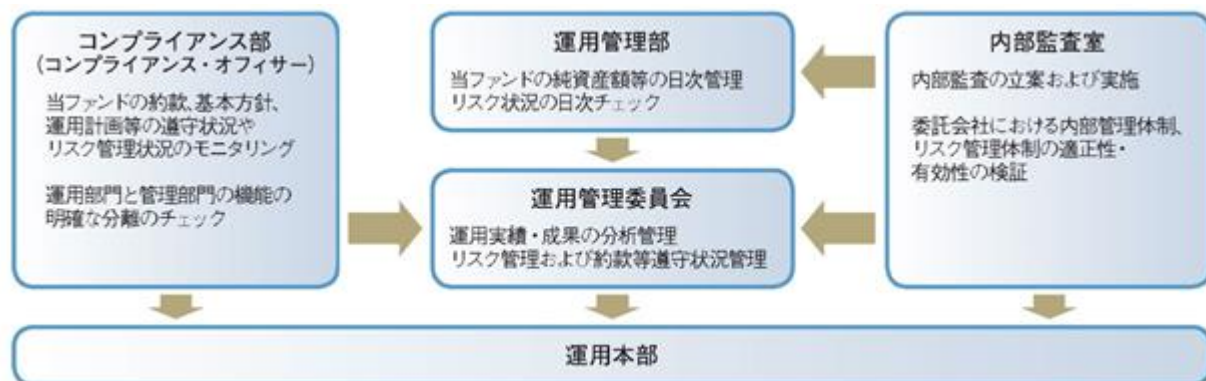 コンプライアンス部
(コンプライアンス・オフィサー)
当ファンドの約款、基本方針、
運用計画等の遵守状況や
リスク管理状況のモニタリング
運用部門と管理部門の機能の
明確な分離のチェック
運用管理部
当ファンドの純資産額等の日次管理
リスク状況の日次チェック
運用管理委員会
運用実績・成果の分析管理
リスク管理および約款等遵守状況管理
内部監査室
内部監査の立案および実施
委託会社における内部管理体制、
リスク管理体制の適正性・
有効性の検証
運用本部